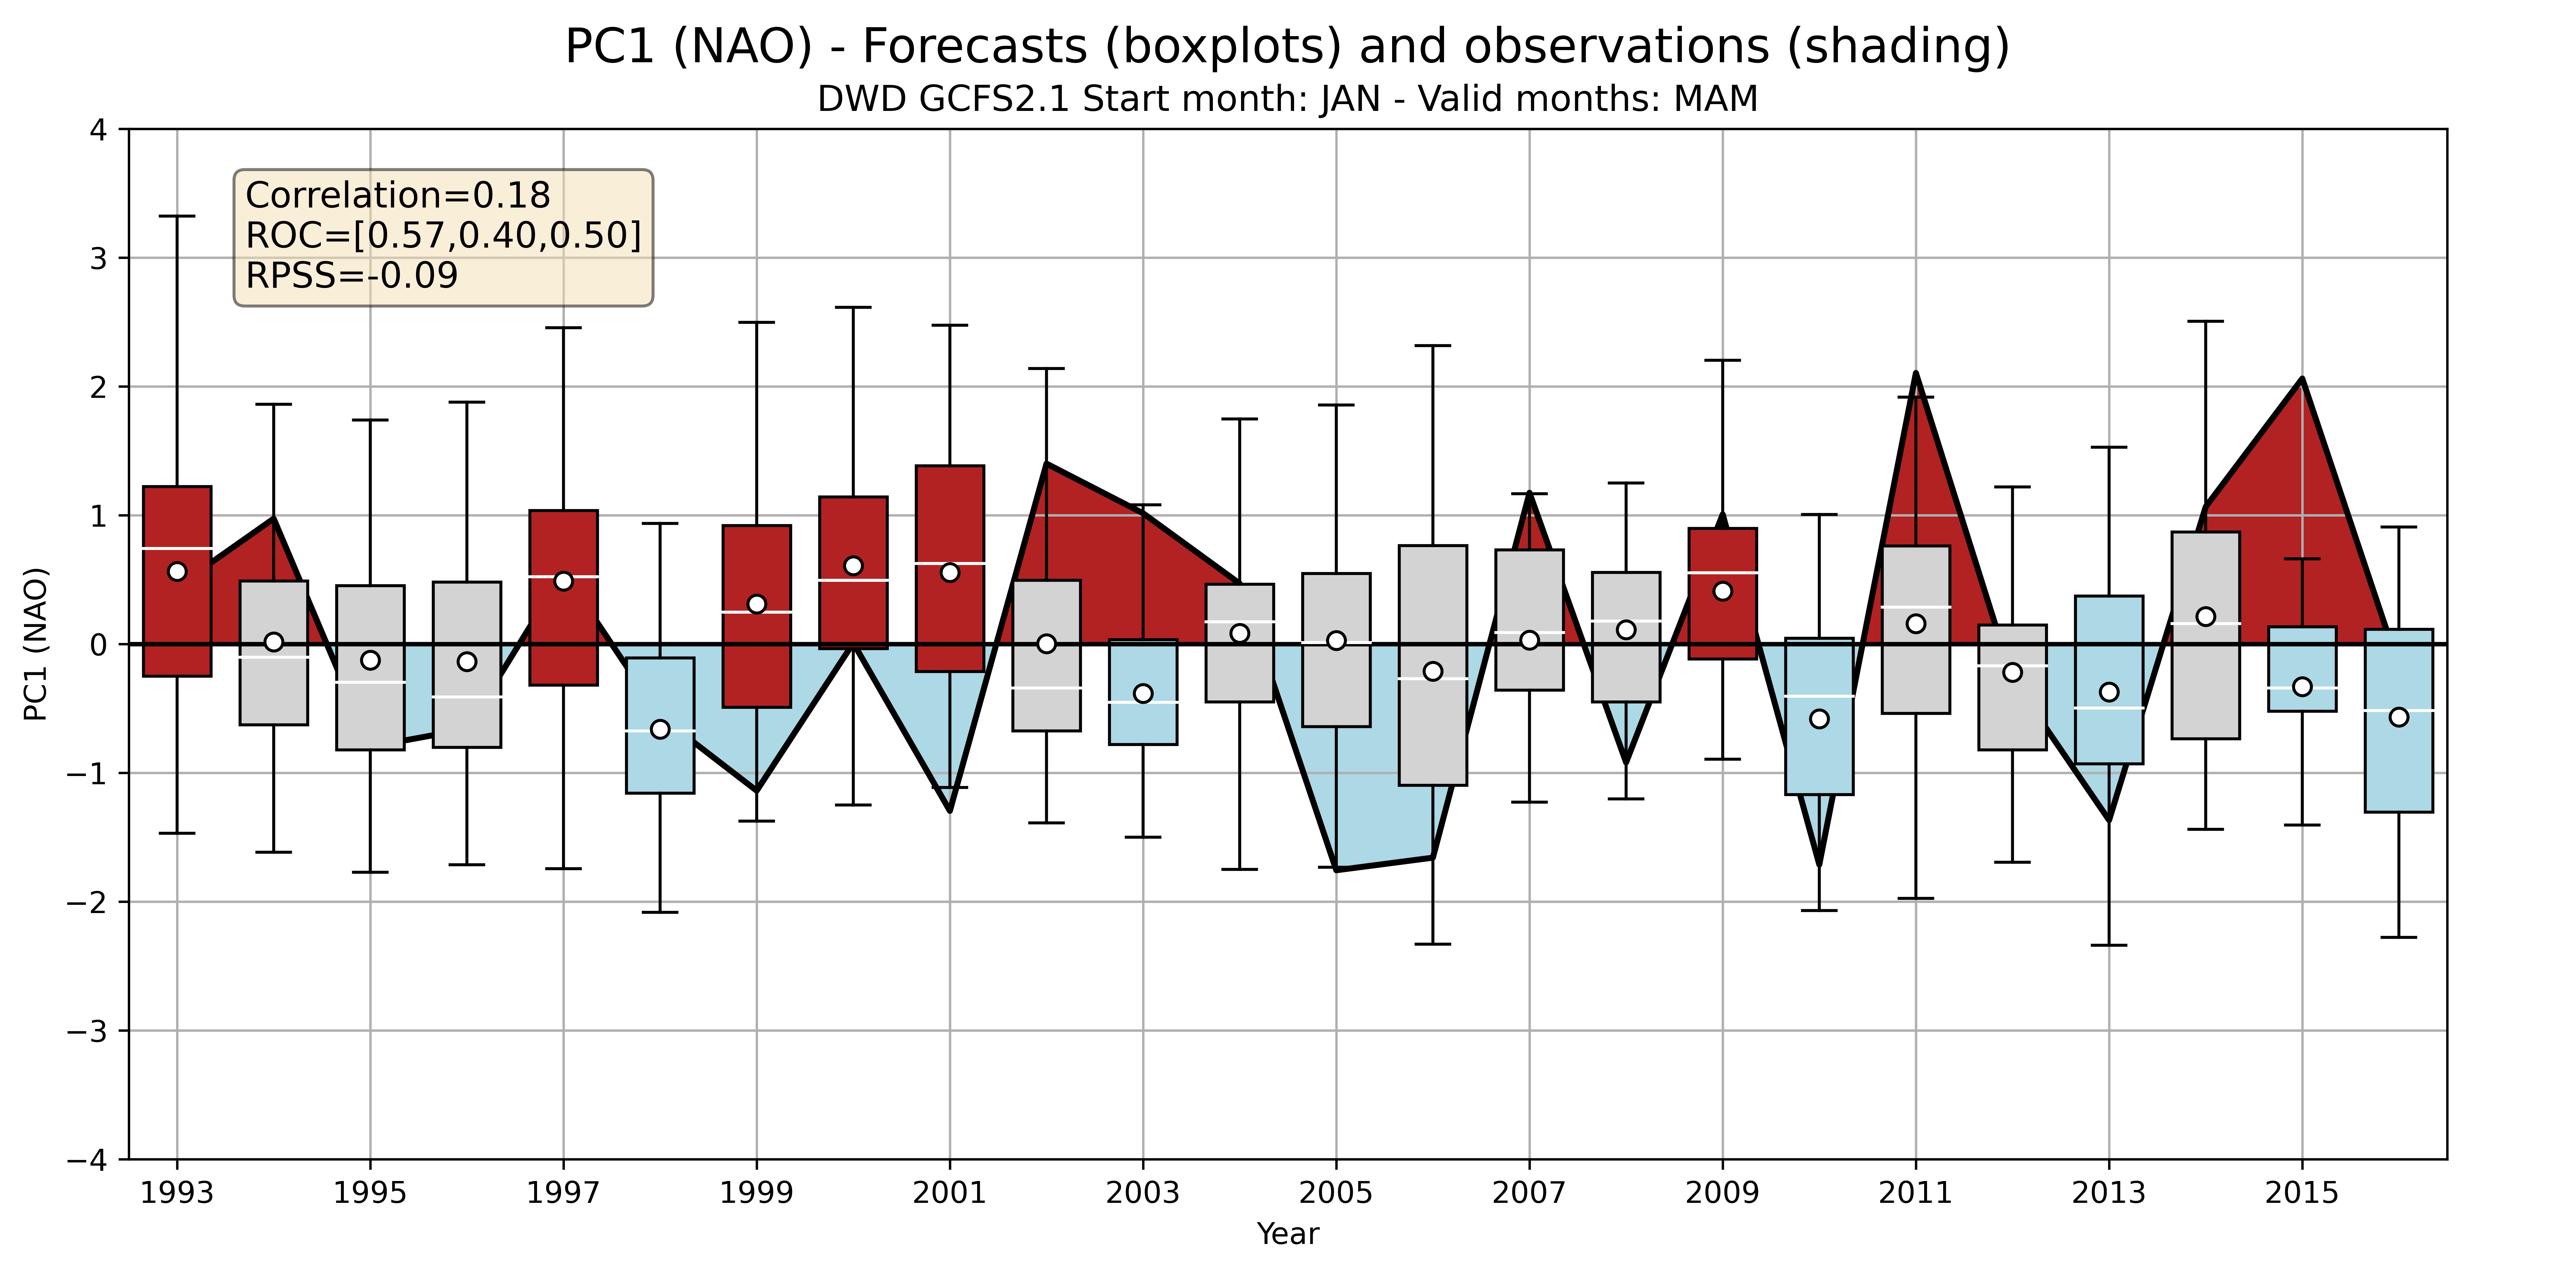 PC1 (NAO) - Forecasts (boxplots) and observations (shading)
DWD GCFS2.1 Start month: JAN - Valid months: MAM
Correlation=0.18
ROC=[0.57,0.40,0.50]
RPSS=-0.09
PC1 (NAO)
4
3
2
1
0
−1
−2
−3
−4
1993 1995 1997 1999 2001 2003 2005 2007 2009 2011 2013 2015
Year